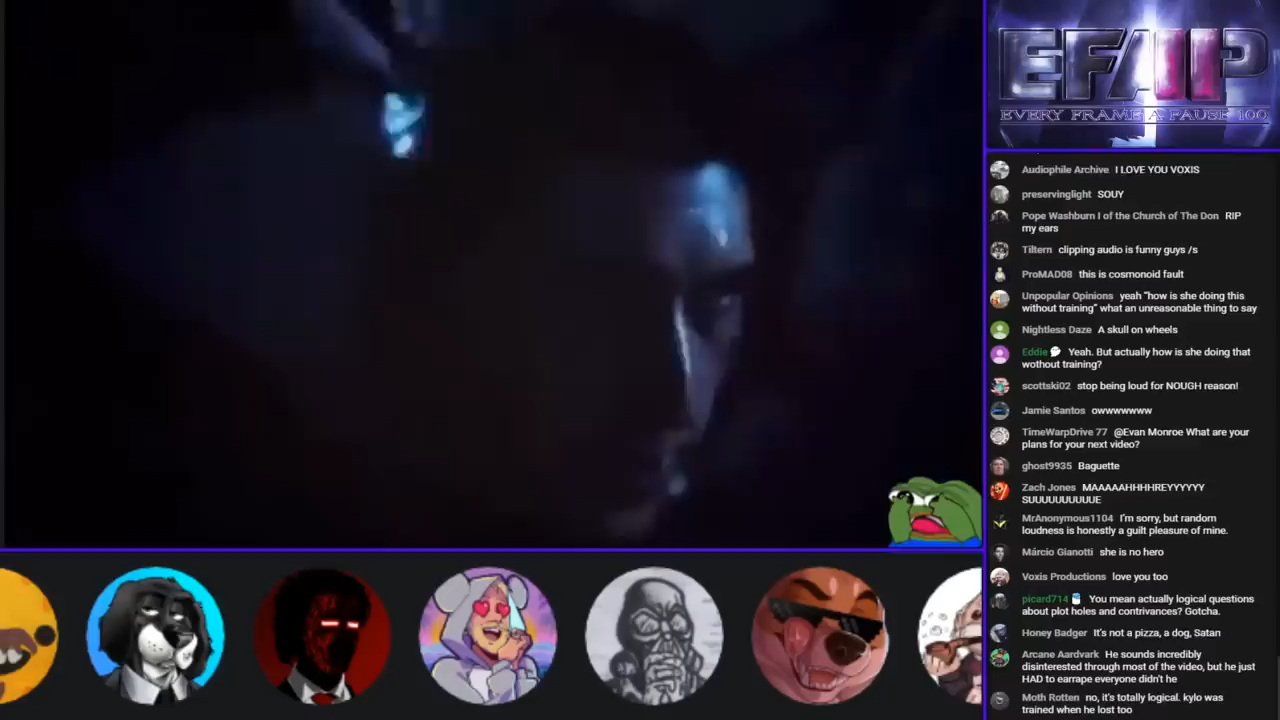 EFAP
EVERY FRAME A PAUSE 100
Audiophile Archive I LOVE YOU VOXIS
preservinglight SOUY
Pope Washburn I of the Church of The Don RIP
my ears
Tiltern clipping audio is funny guys /s
ProMAD08 this is cosmonoid fault
Unpopular Opinions yeah "how is she doing this
without training" what an unreasonable thing to say
Nightless Daze A skull on wheels
Eddie Yeah. But actually how is she doing that
wothout training?
scottski02 stop being loud for NOUGH reason!
Jamie Santos owwwwwww
TimeWarpDrive 77 @Evan Monroe What are your
plans for your next video?
ghost9935 Baguette
Zach Jones MAAAAAHHHHREYYYYYY
SUUUUUUUUUUE
MrAnonymous1104 I'm sorry, but random
loudness is honestly a guilt pleasure of mine.
Márcio Gianotti she is no hero
Voxis Productions love you too
picard714 You mean actually logical questions
about plot holes and contrivances? Gotcha.
Honey Badger It's not a pizza, a dog, Satan
Arcane Aardvark He sounds incredibly
disinterested through most of the video, but he just
HAD to earrape everyone didn't he
Moth Rotten no, it's totally logical. kylo was
trained when he lost too